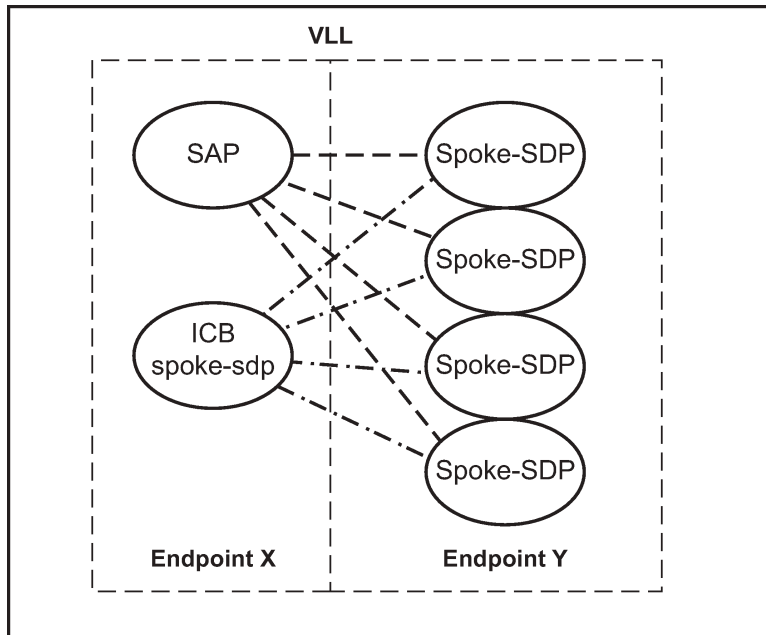 VLL
SAP
Spoke-SDP
Spoke-SDP
ICB
spoke-sdp
Spoke-SDP
Spoke-SDP
Endpoint X
Endpoint Y